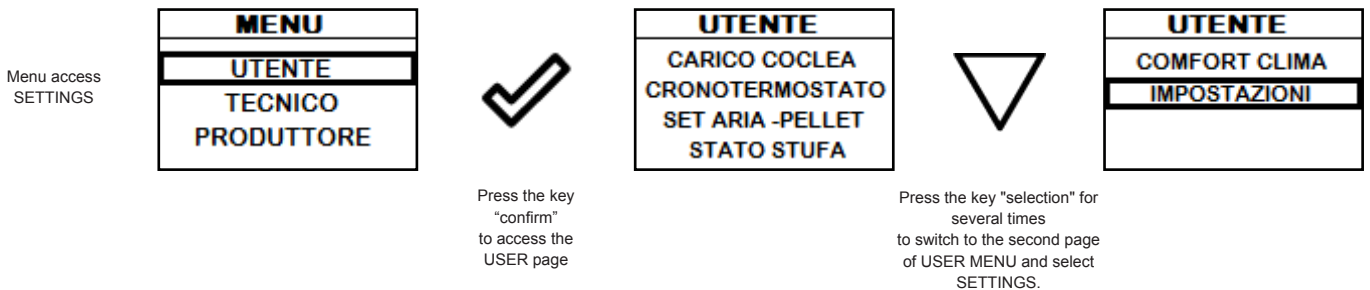 Menu access
SETTINGS
MENU
UTENTE
TECNICO
PRODUTTORE
Press the key
“confirm”
to access the
USER page
UTENTE
CARICO COCLEA
CRONOTERMOSTATO
SET ARIA -PELLET
STATO STUFA
Press the key "selection" for
several times
to switch to the second page
of USER MENU and select
SETTINGS.
UTENTE
COMFORT CLIMA
IMPOSTAZIONI